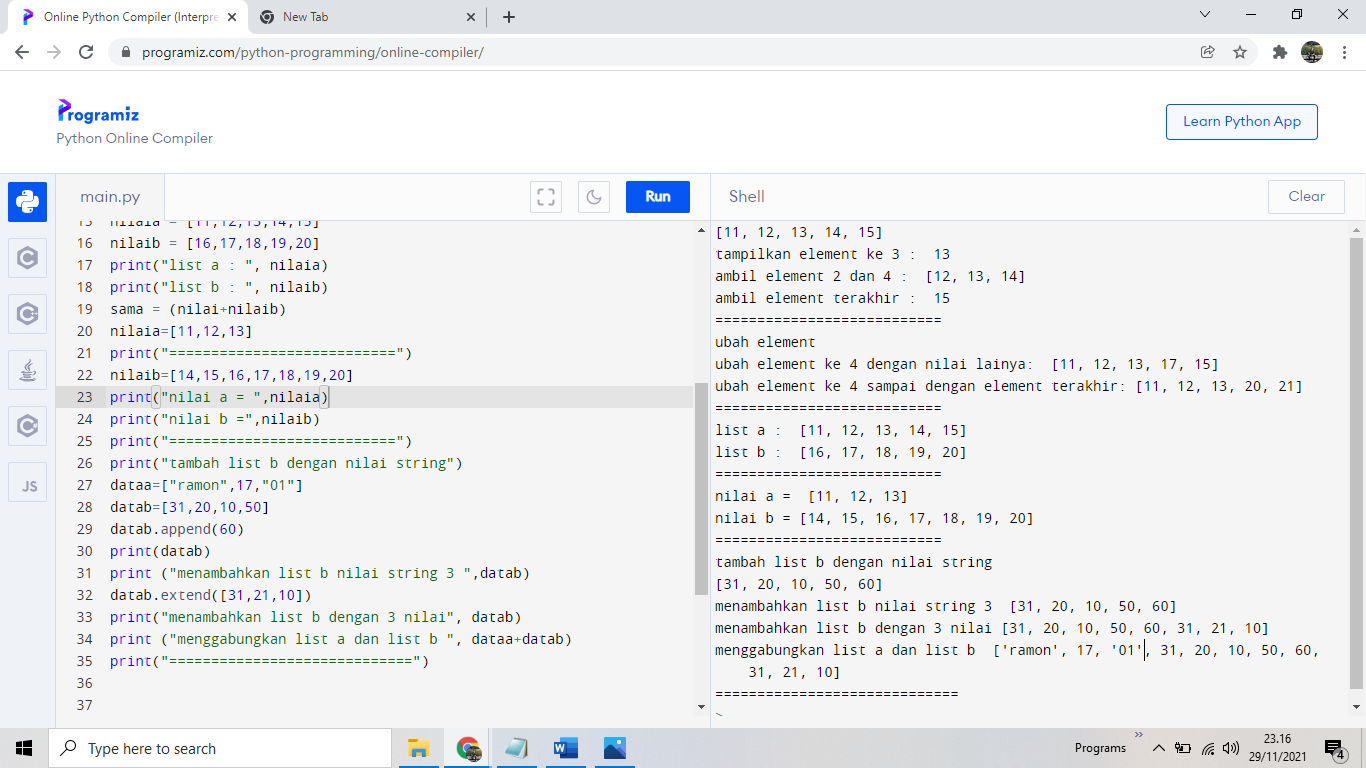 Online Python Compiler (Interpre
New Tab
programiz.com/python-programming/online-compiler/
Programiz
Python Online Compiler
Learn Python App
main.py
Run
Shell
Clear
15 nilaia = [11,12,13,14,15]
16 nilaib = [16,17,18,19,20]
17 print("list a : ", nilaia)
18 print("list b : ", nilaib)
19 sama = (nilai+nilaib)
20 nilaia=[11,12,13]
21 print("===========================")
22 nilaib=[14,15,16,17,18,19,20]
23 print("nilai a = ",nilaia)
24 print("nilai b =",nilaib)
25 print("===========================")
26 print("tambah list b dengan nilai string")
27 dataa=["ramon",17,"01"]
28 datab=[31,20,10,50]
29 datab.append(60)
30 print(datab)
31 print ("menambahkan list b nilai string 3 ",datab)
32 datab.extend([31,21,10])
33 print("menambahkan list b dengan 3 nilai", datab)
34 print ("menggabungkan list a dan list b ", dataa+datab)
35 print("=============================")
36
37
[11, 12, 13, 14, 15]
tampilkan element ke 3 :  13
ambil element 2 dan 4 :  [12, 13, 14]
ambil element terakhir :  15
===========================
ubah element
ubah element ke 4 dengan nilai lainya:  [11, 12, 13, 17, 15]
ubah element ke 4 sampai dengan element terakhir: [11, 12, 13, 20, 21]
===========================
list a :  [11, 12, 13, 14, 15]
list b :  [16, 17, 18, 19, 20]
===========================
nilai a =  [11, 12, 13]
nilai b = [14, 15, 16, 17, 18, 19, 20]
===========================
tambah list b dengan nilai string
[31, 20, 10, 50, 60]
menambahkan list b nilai string 3  [31, 20, 10, 50, 60]
menambahkan list b dengan 3 nilai [31, 20, 10, 50, 60, 31, 21, 10]
menggabungkan list a dan list b  ['ramon', 17, '01', 31, 20, 10, 50, 60,
31, 21, 10]
=============================
>
JS
Type here to search
Programs
23.16
29/11/2021
4